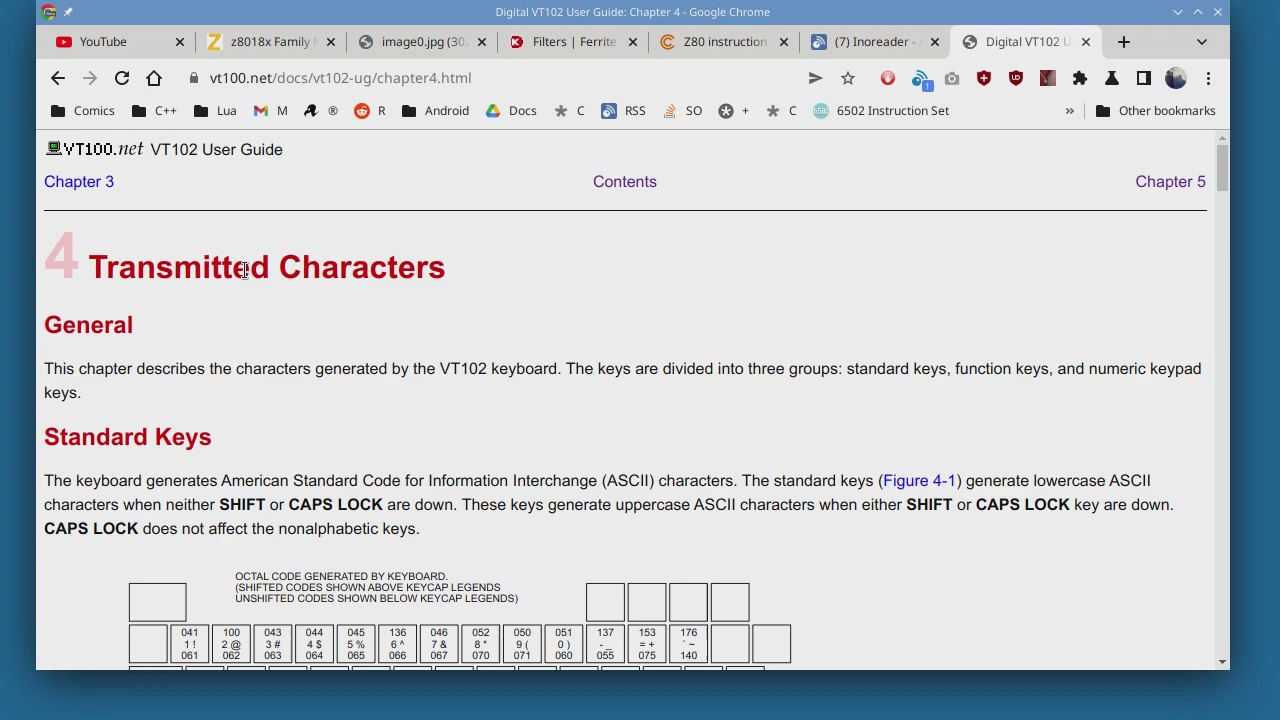 Digital VT102 User Guide: Chapter 4 - Google Chrome
YouTube
z8018x Family M
image0.jpg (302
Filters | Ferrite
Z80 instruction
(7) Inoreader - A
Digital VT102 U
vt100.net/docs/vt102-ug/chapter4.html
1
Comics
C++
Lua
M
®
R
Android
Docs
C
RSS
SO
+
C
6502 Instruction Set
»
Other bookmarks
VT100.net VT102 User Guide
Chapter 3
Contents
Chapter 5
4 Transmitted Characters
General
This chapter describes the characters generated by the VT102 keyboard. The keys are divided into three groups: standard keys, function keys, and numeric keypad
keys.
Standard Keys
The keyboard generates American Standard Code for Information Interchange (ASCII) characters. The standard keys (Figure 4-1) generate lowercase ASCII
characters when neither SHIFT or CAPS LOCK are down. These keys generate uppercase ASCII characters when either SHIFT or CAPS LOCK key are down.
CAPS LOCK does not affect the nonalphabetic keys.
OCTAL CODE GENERATED BY KEYBOARD.
(SHIFTED CODES SHOWN ABOVE KEYCAP LEGENDS
UNSHIFTED CODES SHOWN BELOW KEYCAP LEGENDS)
041 100 043 044 045 136 046 052 050 051 137 153 176
1 ! 2 @ 3 # 4 $ 5 % 6 ^ 7 & 8 * 9 ( 0 ) - _ = + ` ~
061 062 063 064 065 066 067 070 071 060 055 075 140